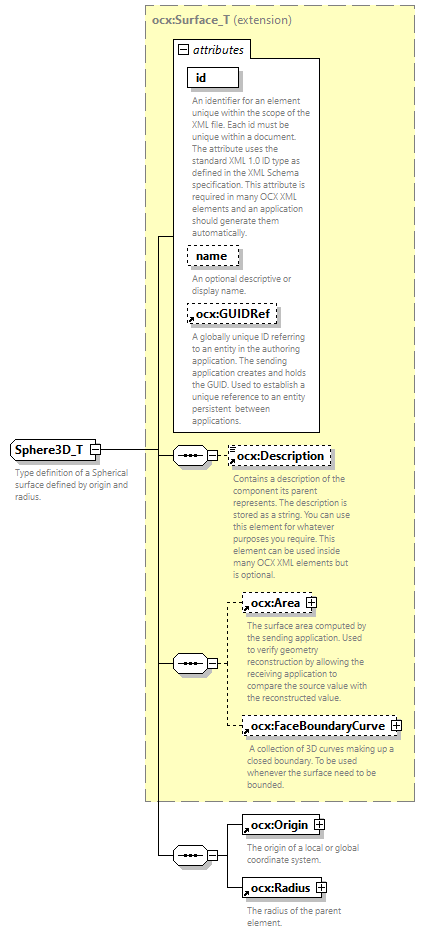 ocx:Surface_T (extension)
attributes
id
An identifier for an element
unique within the scope of the
XML file. Each id must be
unique within a document.
The attribute uses the
standard XML 1.0 ID type as
defined in the XML Schema
specification. This attribute is
required in many OCX XML
elements and an application
should generate them
automatically.
name
An optional descriptive or
display name.
ocx:GUIDRef
A globally unique ID referring
to an entity in the authoring
application. The sending
application creates and holds
the GUID. Used to establish a
unique reference to an entity
persistent between
applications.
Sphere3D_T
Type definition of a Spherical
surface defined by origin and
radius.
ocx:Description
Contains a description of the
component its parent
represents. The description is
stored as a string. You can use
this element for whatever
purposes you require. This
element can be used inside
many OCX XML elements but
is optional.
ocx:Area
The surface area computed by
the sending application. Used
to verify geometry
reconstruction by allowing the
receiving application to
compare the source value with
the reconstructed value.
ocx:FaceBoundaryCurve
A collection of 3D curves making up a
closed boundary. To be used
whenever the surface need to be
bounded.
ocx:Origin
The origin of a local or global
coordinate system.
ocx:Radius
The radius of the parent
element.